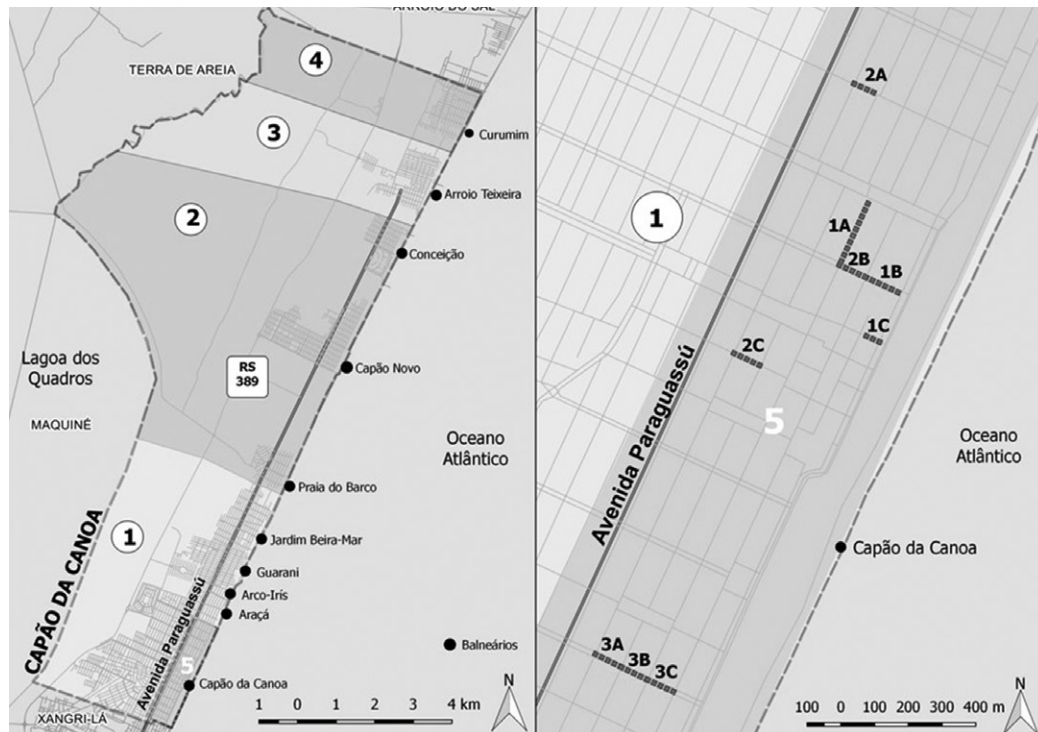 ARROIO DO SAL
TERRA DE AREIA
4
3
2
Curumim
Arroio Teixeira
Conceição
Lagoa dos
Quadros
RS
389
Capão Novo
MAQUINÉ
Oceano
Atlântico
CAPÃO DA CANOA
1
Praia do Barco
Jardim Beira-Mar
Guarani
Arco-Irís
Araçá
Avenida Paraguassú
5
Balneários
Capão da Canoa
XANGRI-LÁ
1 0 1 2 3 4 km
N
2A
1
1A
2B
1B
1C
2C
Avenida Paraguassú
5
Oceano
Atlântico
Capão da Canoa
3A
3B
3C
100 0 100 200 300 400 m
N